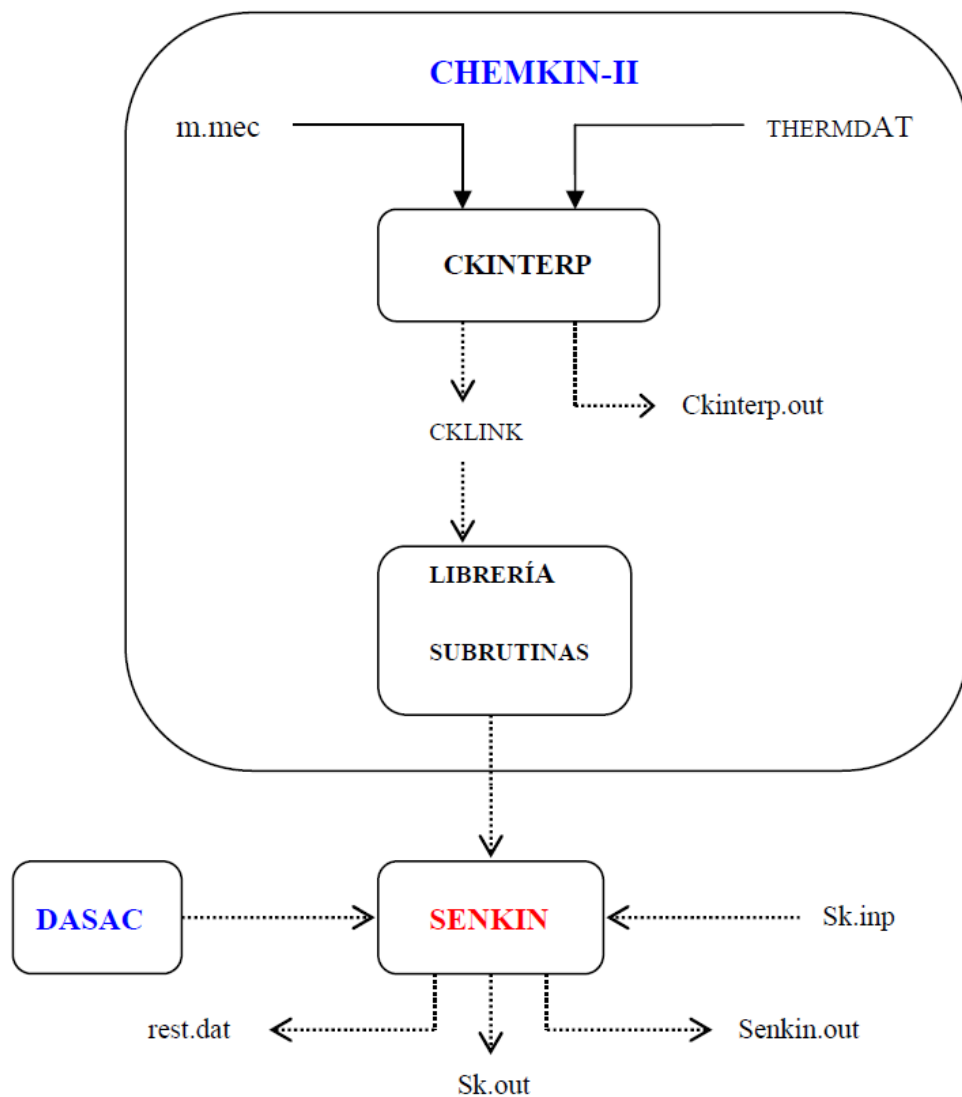 CHEMKIN-II
m.mec
THERMDAT
CKINTERP
Ckinterp.out
CKLINK
LIBRERÍA
SUBRUTINAS
DASAC
SENKIN
Sk.inp
rest.dat
Senkin.out
Sk.out